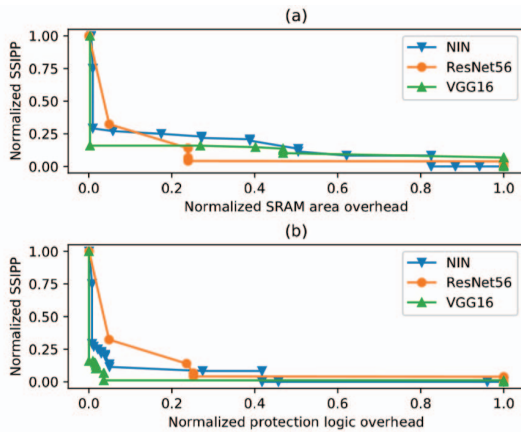 (a)
Normalized SSIPP
1.00
0.75
0.50
0.25
0.00
NIN
ResNet56
VGG16
0.0 0.2 0.4 0.6 0.8 1.0
Normalized SRAM area overhead
(b)
Normalized SSIPP
1.00
0.75
0.50
0.25
0.00
NIN
ResNet56
VGG16
0.0 0.2 0.4 0.6 0.8 1.0
Normalized protection logic overhead